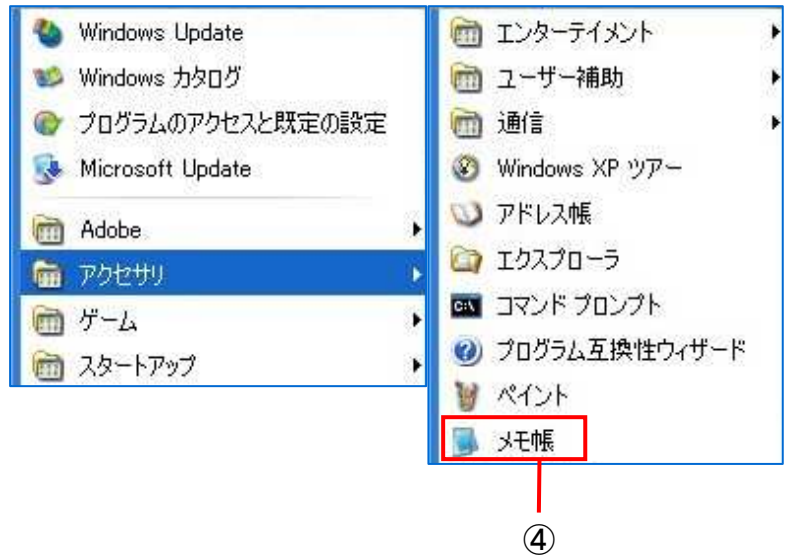 Windows Update
Windows カタログ
プログラムのアクセスと既定の設定
Microsoft Update
Adobe
アクセサリ
ゲーム
スタートアップ
エンターテイメント
ユーザー補助
通信
Windows XP ツアー
アドレス帳
エクスプローラ
C:\
コマンド プロンプト
プログラム互換性ウィザード
ペイント
メモ帳
④